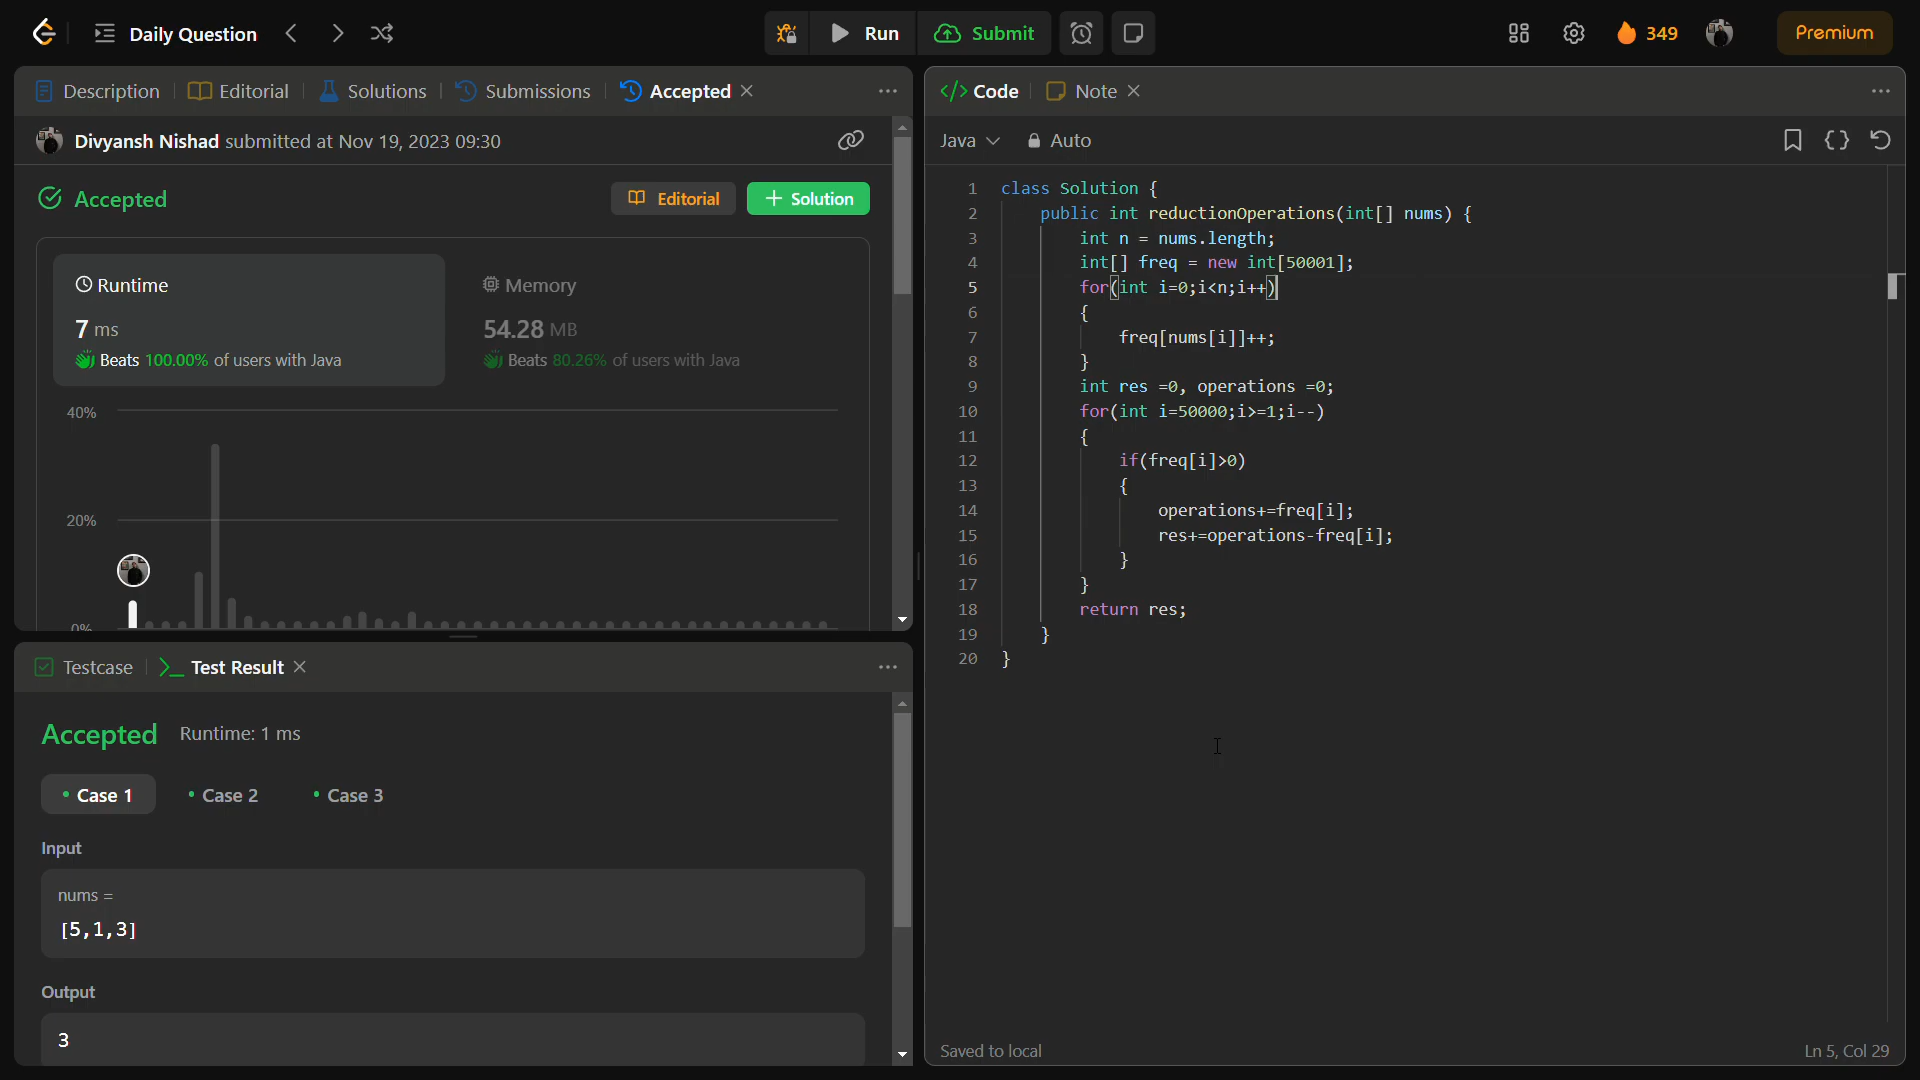 Daily Question
Run
Submit
349
Premium
Description
Editorial
Solutions
Submissions
Accepted
Divyansh Nishad submitted at Nov 19, 2023 09:30
Accepted
Editorial
Solution
Runtime
7 ms
Beats 100.00% of users with Java
Memory
54.28 MB
Beats 80.26% of users with Java
40%
20%
0%
Testcase
>_ Test Result
Accepted
Runtime: 1 ms
Case 1
Case 2
Case 3
Input
nums =
[5,1,3]
Output
3
</> Code
Note
Java
Auto
1 class Solution {
2 public int reductionOperations(int[] nums) {
3 int n = nums.length;
4 int[] freq = new int[50001];
5 for(int i=0;i<n;i++)
6 {
7 freq[nums[i]]++;
8 }
9 int res =0, operations =0;
10 for(int i=50000;i>=1;i--)
11 {
12 if(freq[i]>0)
13 {
14 operations+=freq[i];
15 res+=operations-freq[i];
16 }
17 }
18 return res;
19 }
20 }
Saved to local
Ln 5, Col 29